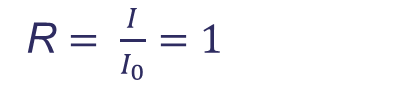 R = I/I₀ = 1